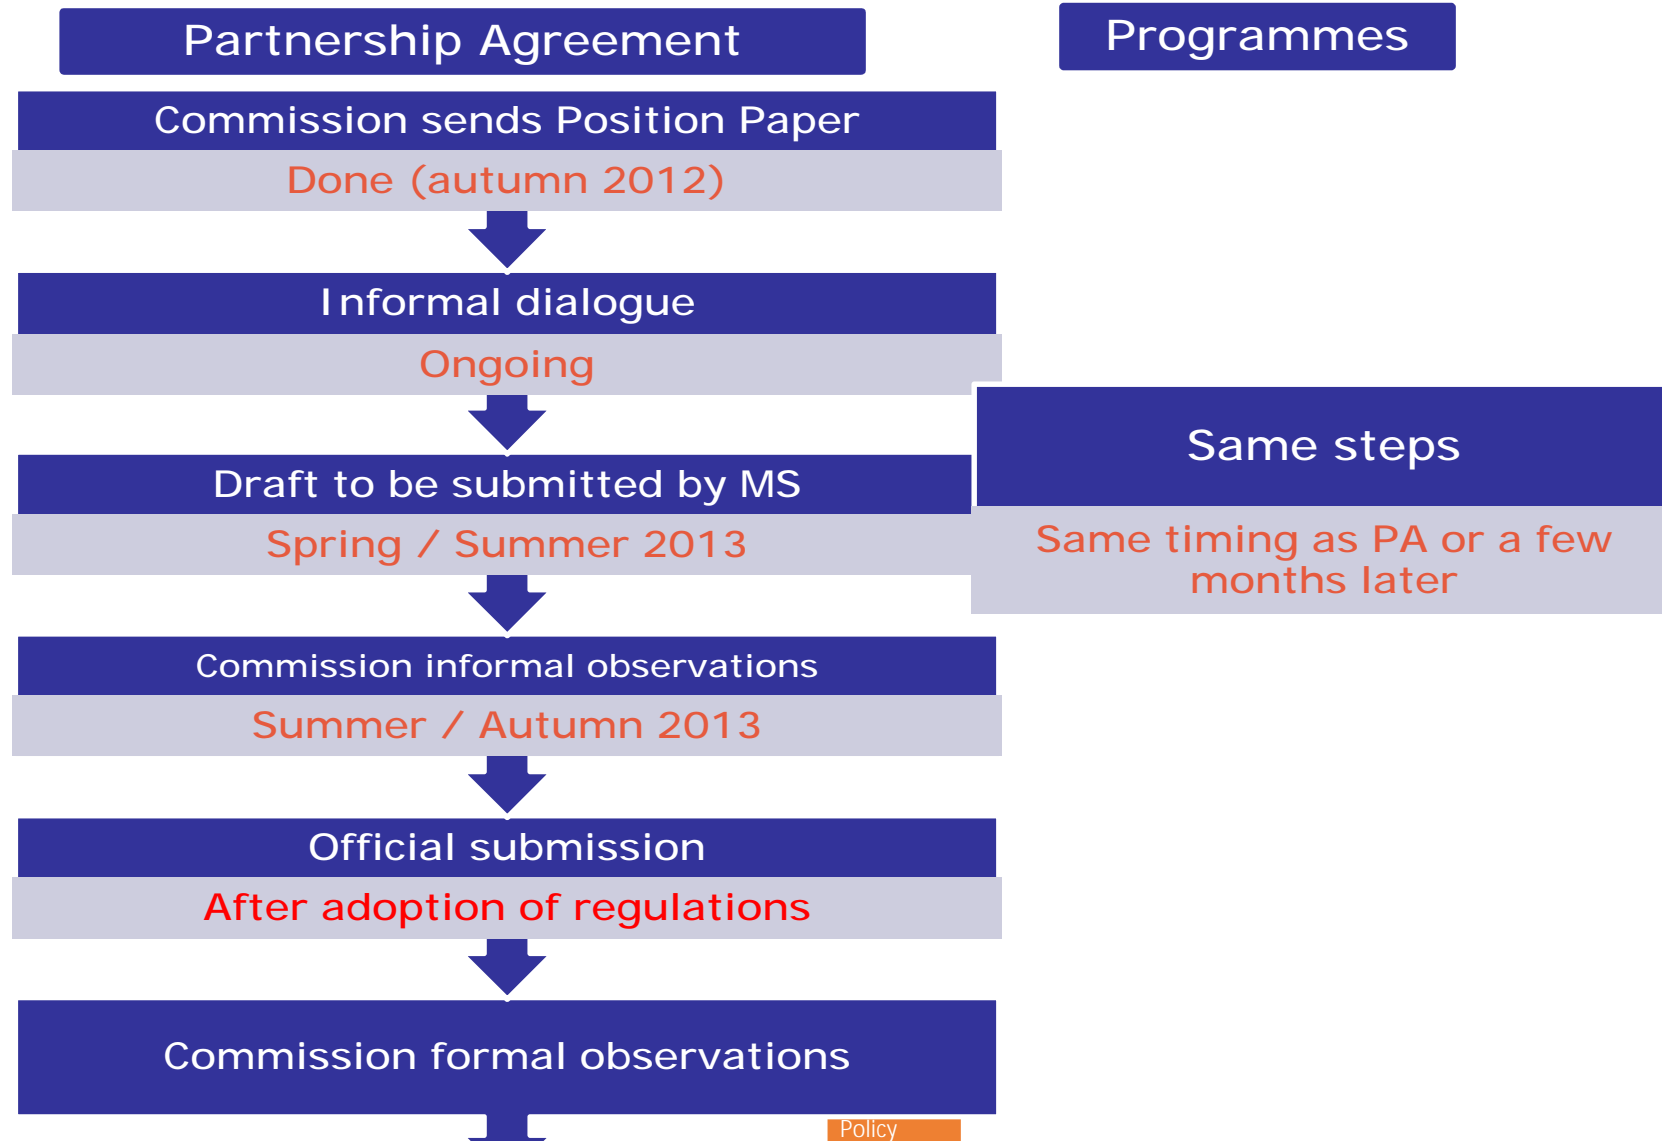 Partnership Agreement
Programmes
Commission sends Position Paper
Done (autumn 2012)
Informal dialogue
Ongoing
Draft to be submitted by MS
Spring / Summer 2013
Same steps
Same timing as PA or a few
months later
Commission informal observations
Summer / Autumn 2013
Official submission
After adoption of regulations
Commission formal observations
Policy